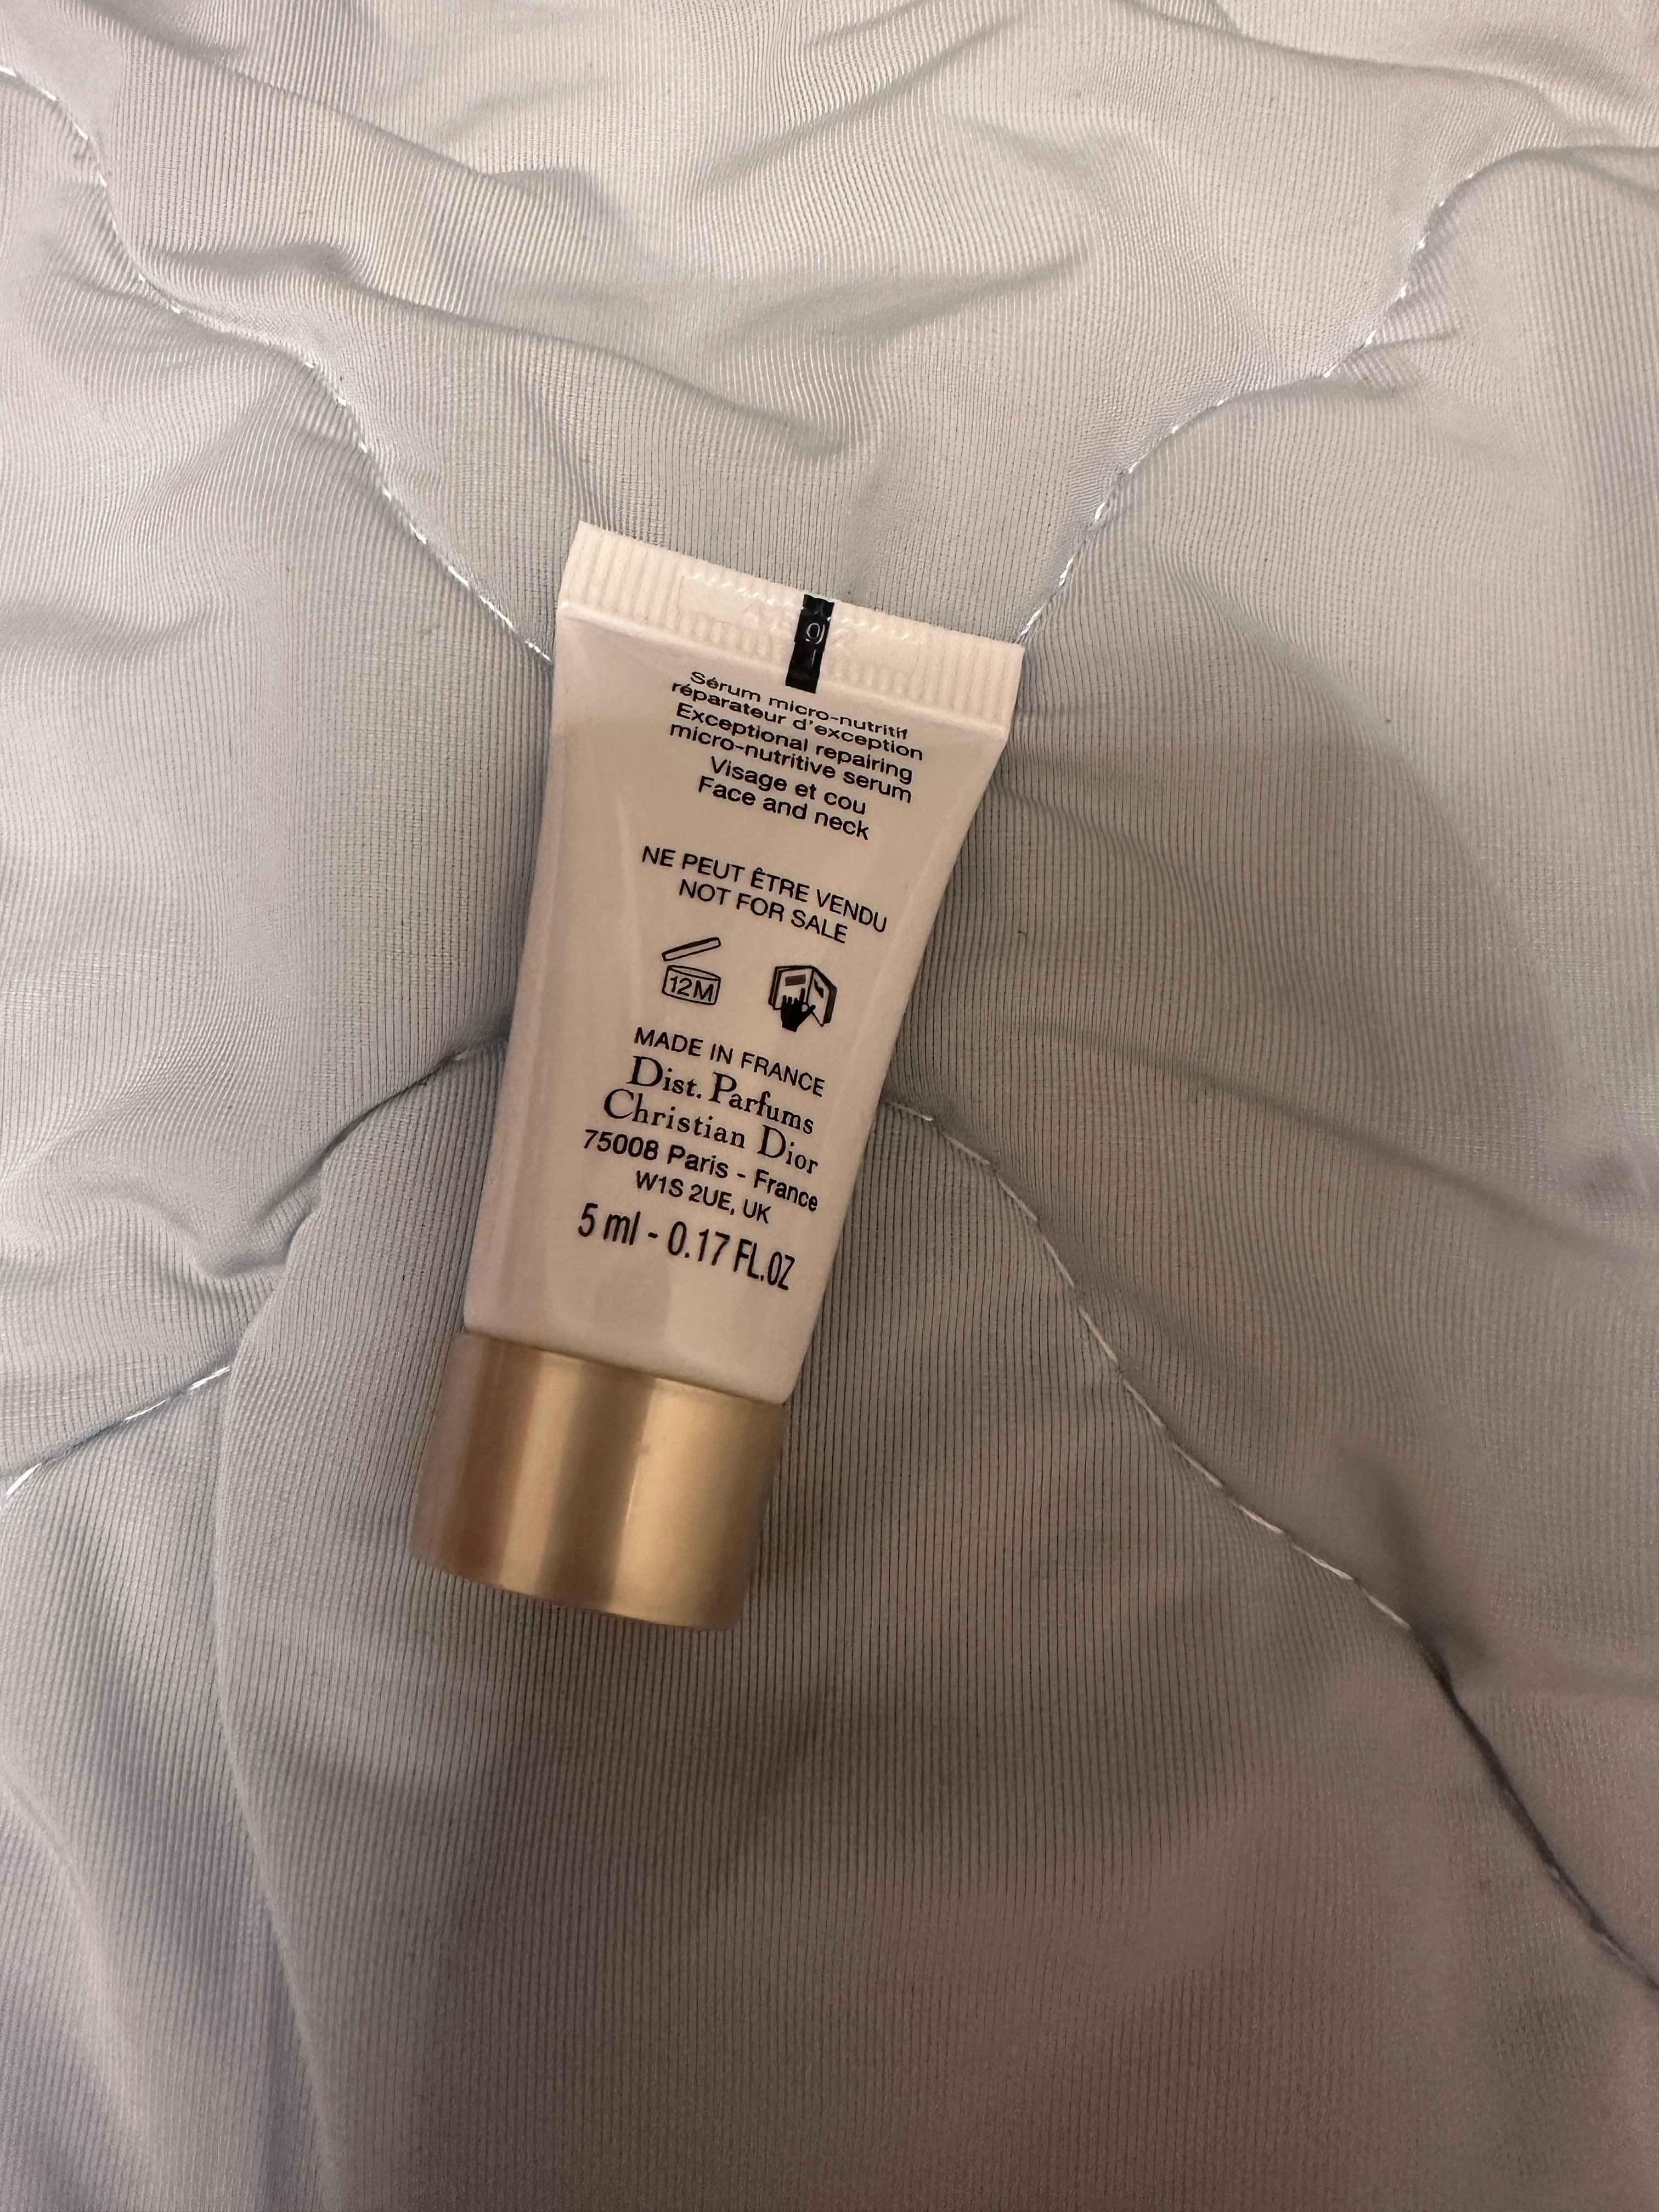 Sérum micro-nutritif
réparateur d'exception
Exceptional repairing
micro-nutritive serum
Visage et cou
Face and neck
NE PEUT ÊTRE VENDU
NOT FOR SALE
12M
MADE IN FRANCE
Dist. Parfums
Christian Dior
75008 Paris - France
W1S 2UE, UK
5 ml - 0.17 FL.OZ